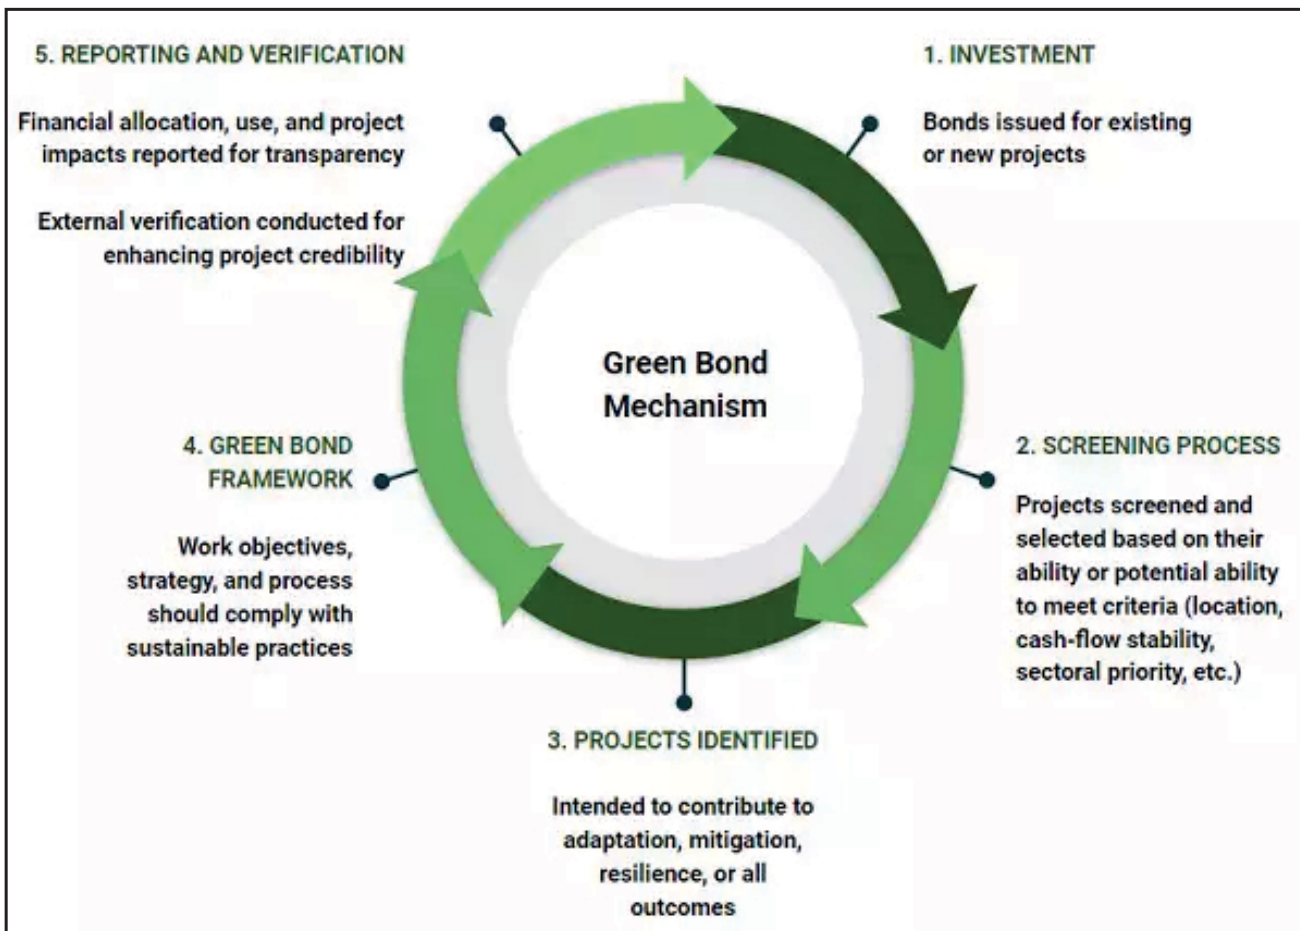 5. REPORTING AND VERIFICATION
Financial allocation, use, and project
impacts reported for transparency
External verification conducted for
enhancing project credibility
1. INVESTMENT
Bonds issued for existing
or new projects
Green Bond
Mechanism
4. GREEN BOND
FRAMEWORK
Work objectives,
strategy, and process
should comply with
sustainable practices
2. SCREENING PROCESS
Projects screened and
selected based on their
ability or potential ability
to meet criteria (location,
cash-flow stability,
sectoral priority, etc.)
3. PROJECTS IDENTIFIED
Intended to contribute to
adaptation, mitigation,
resilience, or all
outcomes